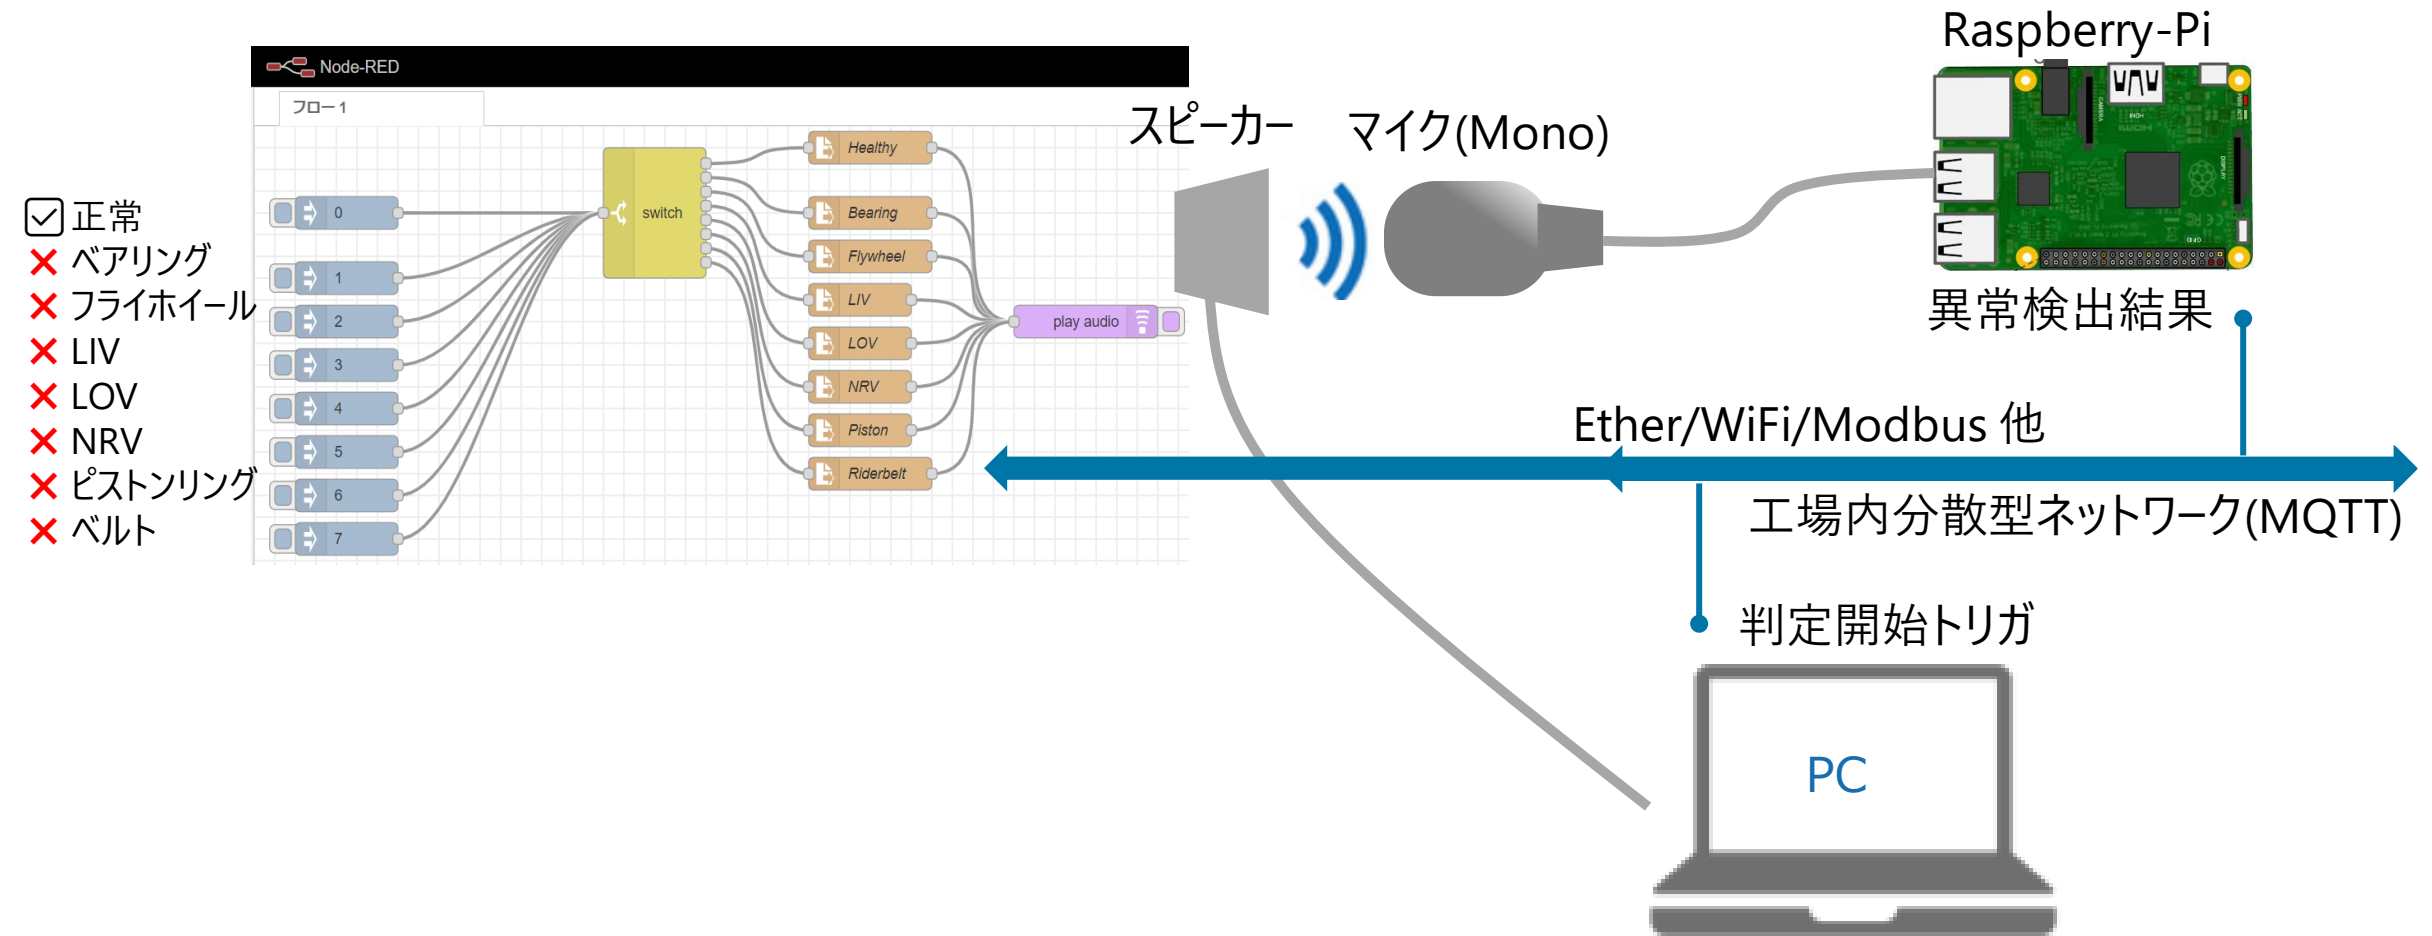 Raspberry-Pi
Node-RED
フロー 1
スピーカー
マイク(Mono)
正常
ベアリング
フライホイール
LIV
LOV
NRV
ピストンリング
ベルト
0
1
2
3
4
5
6
7
switch
Healthy
Bearing
Flywheel
LIV
LOV
NRV
Piston
Riderbelt
play audio
異常検出結果
Ether/WiFi/Modbus 他
工場内分散型ネットワーク(MQTT)
判定開始トリガ
PC
CAMERA
HDMI
DISPLAY
GPIO